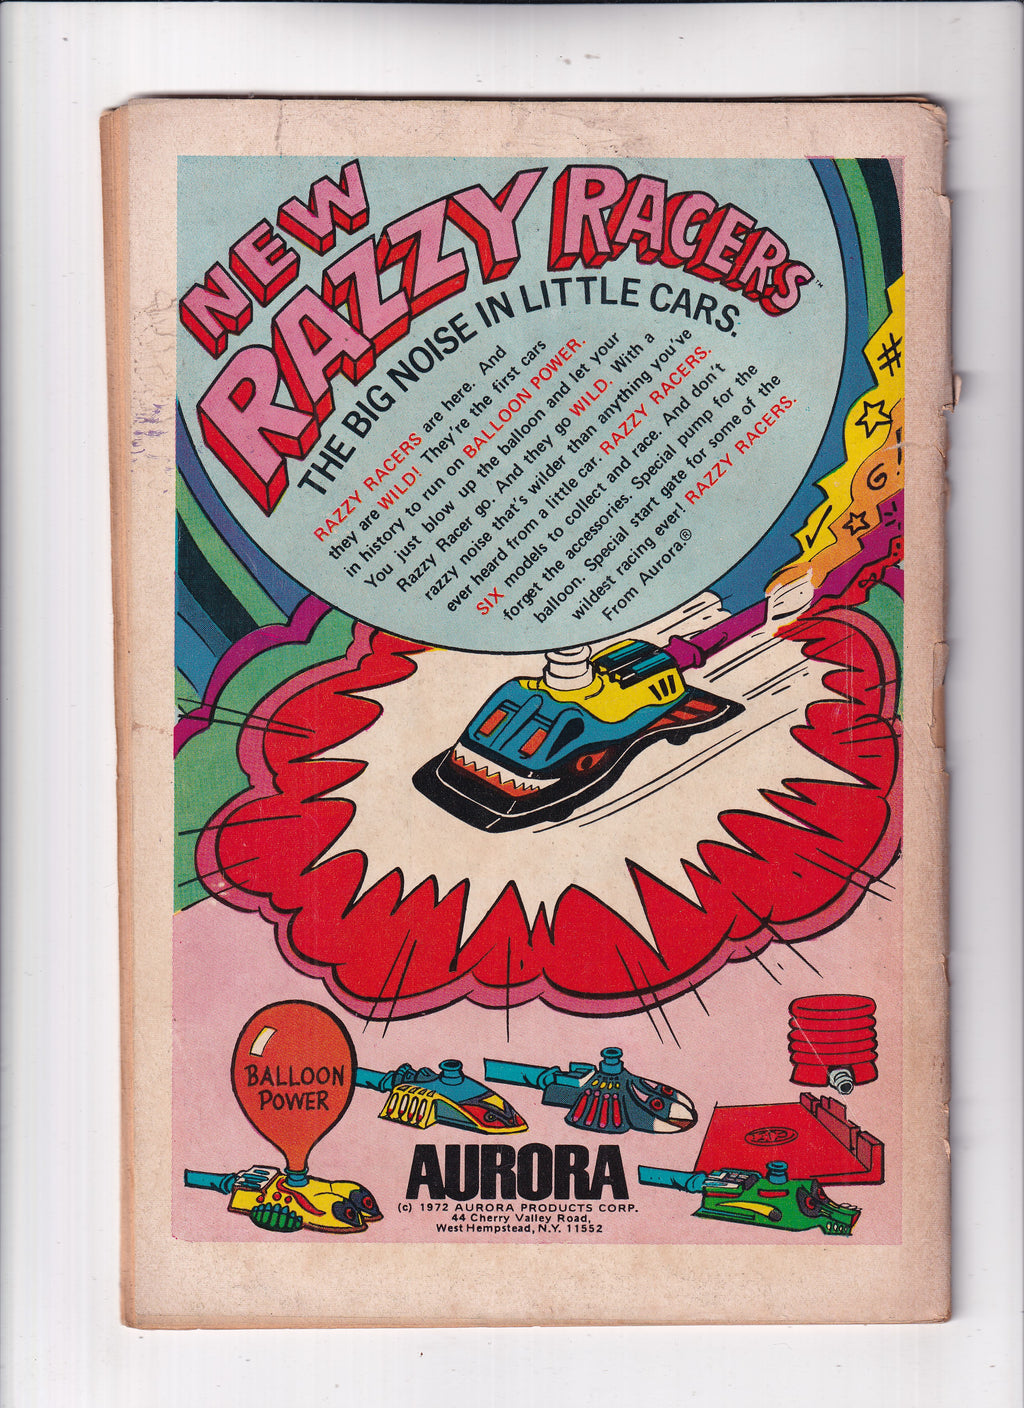 NEW
RAZZY RACERS™
THE BIG NOISE IN LITTLE CARS.
RAZZY RACERS are here. And
they are WILD! They're the first cars
in history to run on BALLOON POWER.
You just blow up the balloon and let your
Razzy Racer go. And they go WILD. With a
razzy noise that's wilder than anything you've
ever heard from a little car. RAZZY RACERS.
SIX models to collect and race. And don't
forget the accessories. Special pump for the
balloon. Special start gate for some of the
wildest racing ever! RAZZY RACERS.
From Aurora.®
#
G!
BALLOON
POWER
AURORA
(c) 1972 AURORA PRODUCTS CORP.
44 Cherry Valley Road,
West Hempstead, N.Y. 11552